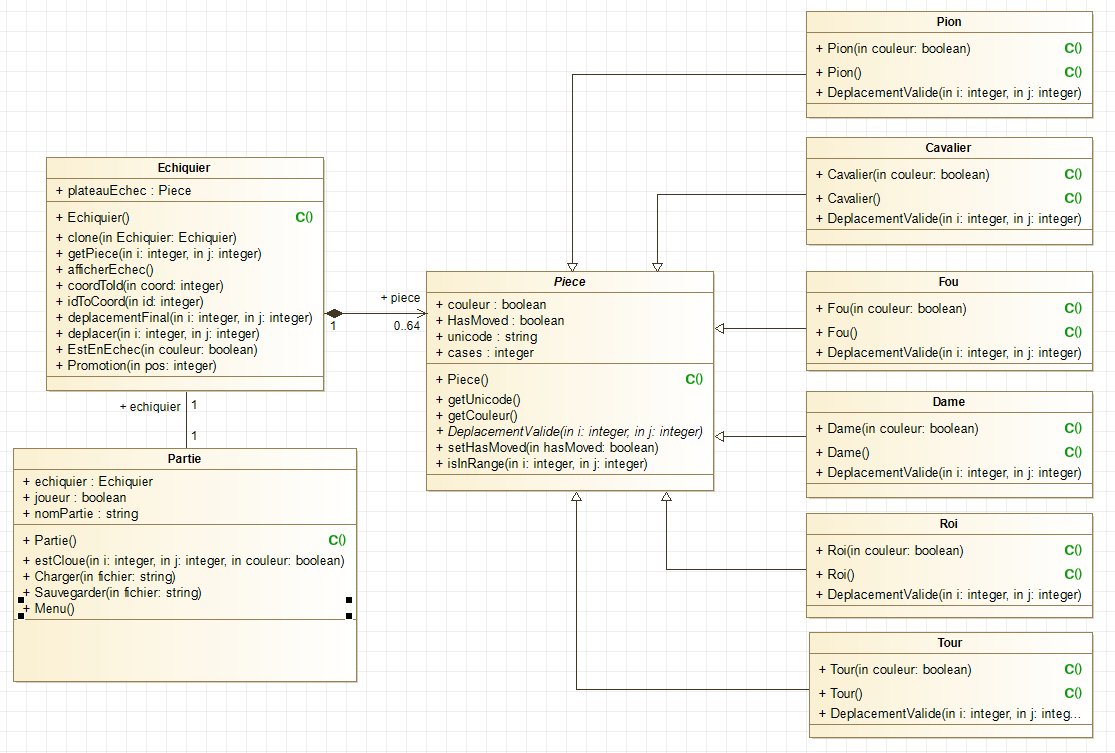 Echiquier
+ plateauEchec : Piece
+ Echiquier() C()
+ clone(in Echiquier: Echiquier)
+ getPiece(in i: integer, in j: integer)
+ afficherEchec()
+ coordToId(in coord: integer)
+ idToCoord(in id: integer)
+ deplacementFinal(in i: integer, in j: integer)
+ deplacer(in i: integer, in j: integer)
+ EstEnEchec(in couleur: boolean)
+ Promotion(in pos: integer)
+ echiquier 1
1
Partie
+ echiquier : Echiquier
+ joueur : boolean
+ nomPartie : string
+ Partie() C()
+ estCloue(in i: integer, in j: integer, in couleur: boolean)
+ Charger(in fichier: string)
+ Sauvegarder(in fichier: string)
+ Menu()
+ piece
1 0..64
Piece
+ couleur : boolean
+ HasMoved : boolean
+ unicode : string
+ cases : integer
+ Piece() C()
+ getUnicode()
+ getCouleur()
+ DeplacementValide(in i: integer, in j: integer)
+ setHasMoved(in hasMoved: boolean)
+ isInRange(in i: integer, in j: integer)
Pion
+ Pion(in couleur: boolean) C()
+ Pion() C()
+ DeplacementValide(in i: integer, in j: integer)
Cavalier
+ Cavalier(in couleur: boolean) C()
+ Cavalier() C()
+ DeplacementValide(in i: integer, in j: integer)
Fou
+ Fou(in couleur: boolean) C()
+ Fou() C()
+ DeplacementValide(in i: integer, in j: integer)
Dame
+ Dame(in couleur: boolean) C()
+ Dame() C()
+ DeplacementValide(in i: integer, in j: integer)
Roi
+ Roi(in couleur: boolean) C()
+ Roi() C()
+ DeplacementValide(in i: integer, in j: integer)
Tour
+ Tour(in couleur: boolean) C()
+ Tour() C()
+ DeplacementValide(in i: integer, in j: integ...